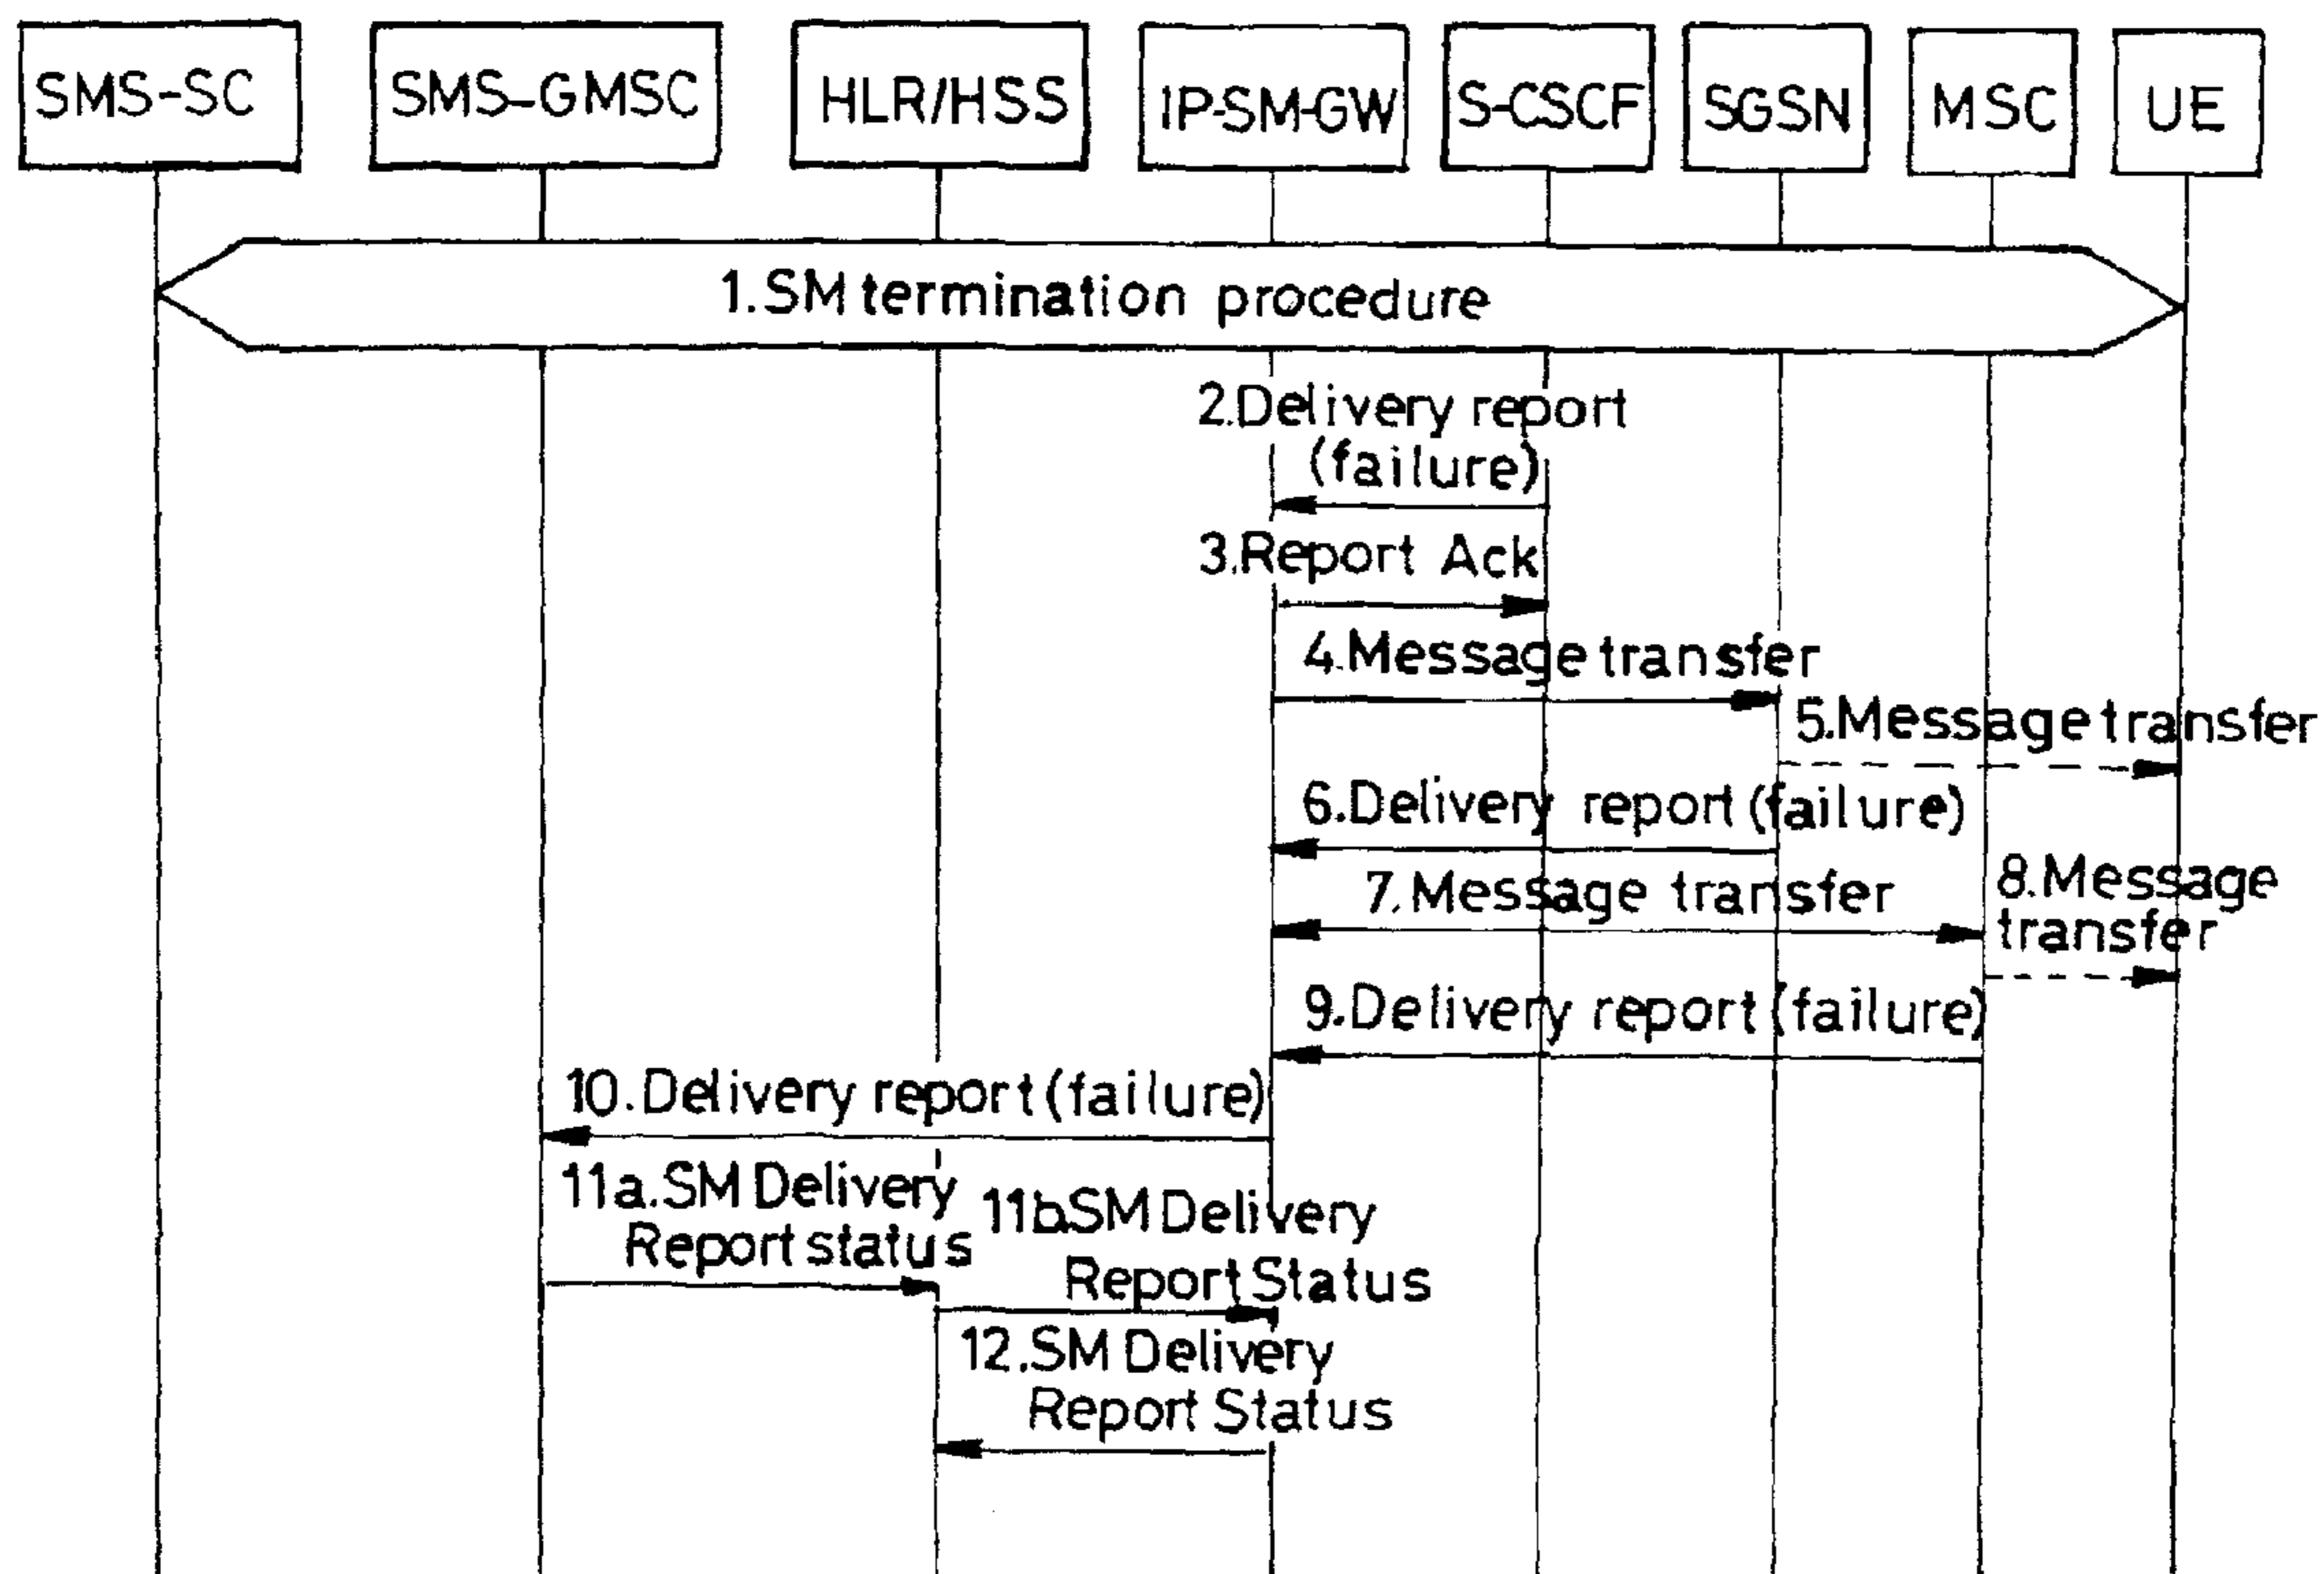 SMS-SC
SMS-GMSC
HLR/HSS
IP-SM-GW
S-CSCF
SGSN
MSC
UE
1.SM termination procedure
2.Delivery report
(failure)
3.Report Ack
4.Message transfer
5.Message transfer
6.Delivery report (failure)
7.Message transfer
8.Message
transfer
9.Delivery report (failure)
10.Delivery report (failure)
11a.SM Delivery
Report status
11b.SM Delivery
Report Status
12.SM Delivery
Report Status